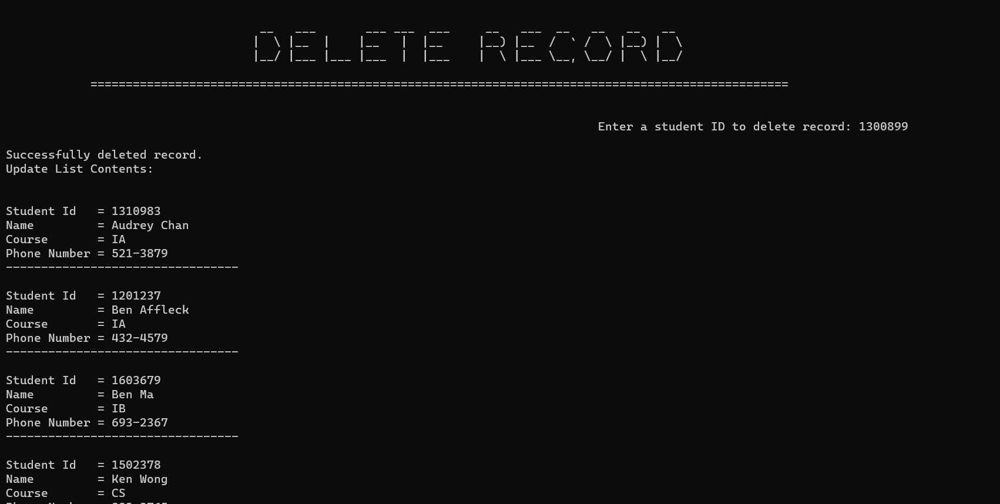 DELETE RECORD
===================================================================================================
Enter a student ID to delete record: 1300899
Successfully deleted record.
Update List Contents:
Student Id   = 1310983
Name         = Audrey Chan
Course       = IA
Phone Number = 521-3879
---------------------------------
Student Id   = 1201237
Name         = Ben Affleck
Course       = IA
Phone Number = 432-4579
---------------------------------
Student Id   = 1603679
Name         = Ben Ma
Course       = IB
Phone Number = 693-2367
---------------------------------
Student Id   = 1502378
Name         = Ken Wong
Course       = CS